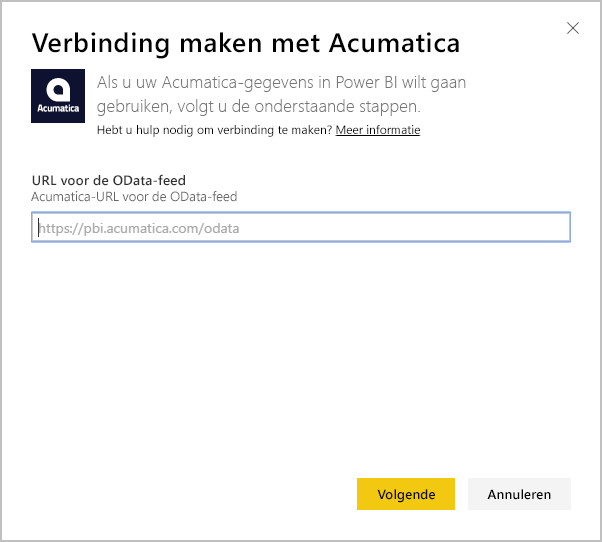 Verbinding maken met Acumatica
Acumatica
Als u uw Acumatica-gegevens in Power BI wilt gaan
gebruiken, volgt u de onderstaande stappen.
Hebt u hulp nodig om verbinding te maken? Meer informatie
URL voor de OData-feed
Acumatica-URL voor de OData-feed
https://pbi.acumatica.com/odata
Volgende
Annuleren